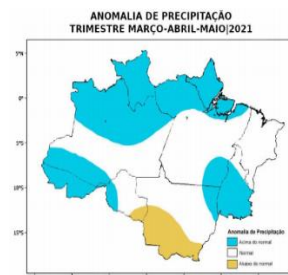 ANOMALIA DE PRECIPITAÇÃO
TRIMESTRE MARÇO-ABRIL-MAIO|2021
5°N
0°
5°S
10°S
15°S
Anomalia de Precipitação
Acima do normal
Normal
Abaixo do normal